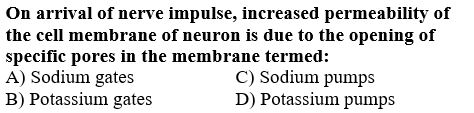 On arrival of nerve impulse, increased permeability of
the cell membrane of neuron is due to the opening of
specific pores in the membrane termed:
A) Sodium gates C) Sodium pumps
B) Potassium gates D) Potassium pumps